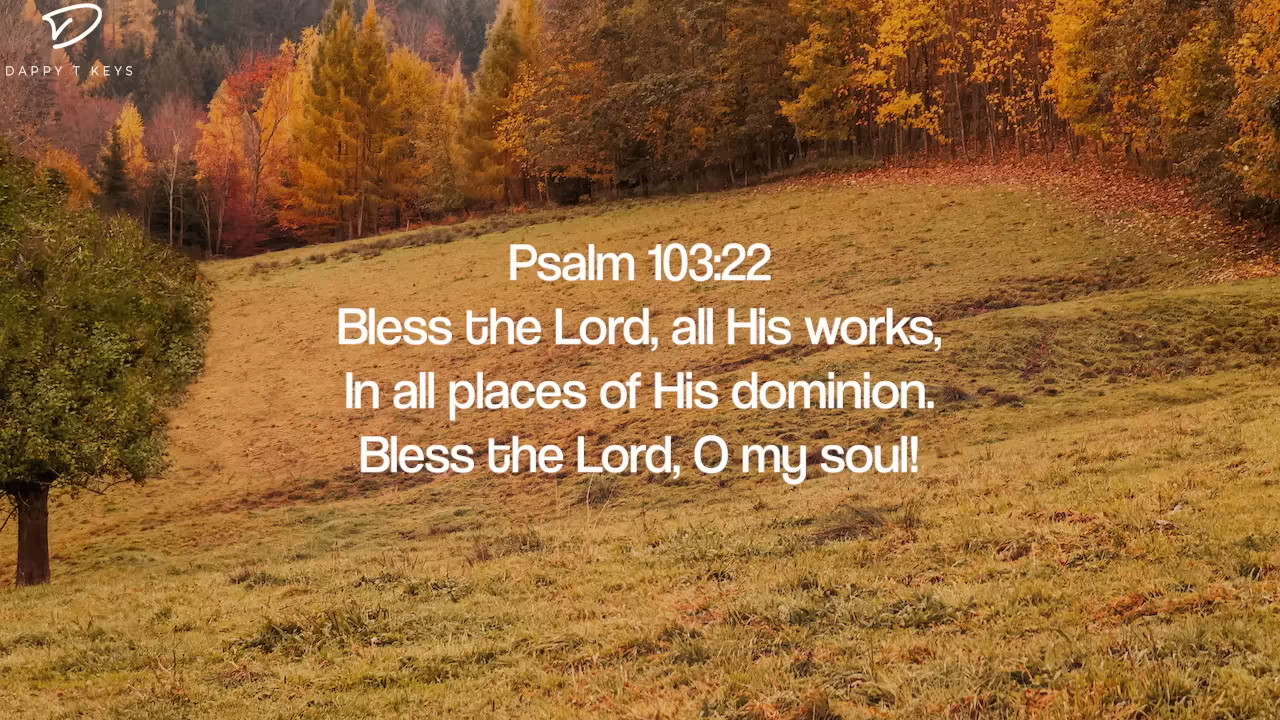 DAPPY T KEYS
Psalm 103:22
Bless the Lord, all His works,
In all places of His dominion.
Bless the Lord, O my soul!